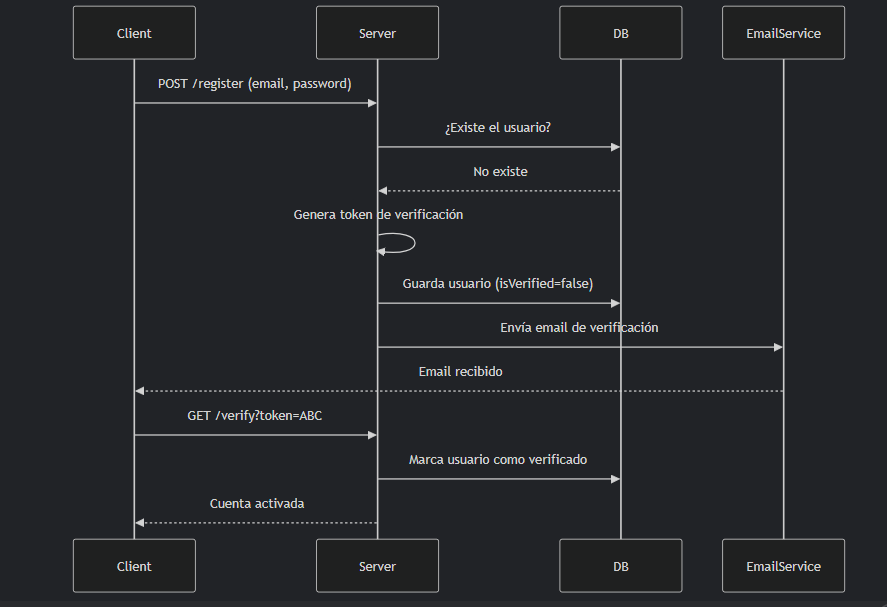 Client Server DB EmailService
POST /register (email, password)
¿Existe el usuario?
No existe
Genera token de verificación
Guarda usuario (isVerified=false)
Envía email de verificación
Email recibido
GET /verify?token=ABC
Marca usuario como verificado
Cuenta activada
Client Server DB EmailService